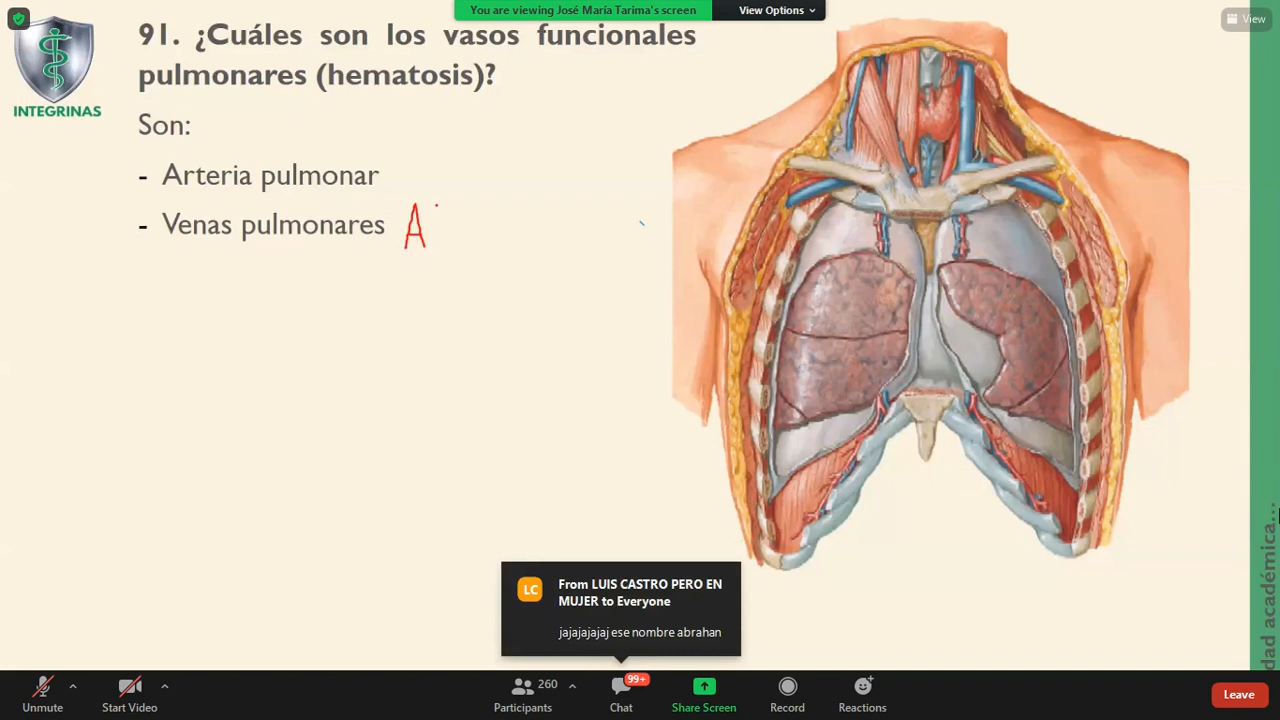 You are viewing José María Tarima's screen
View Options
View
91. ¿Cuáles son los vasos funcionales
pulmonares (hematosis)?
INTEGRINAS
Son:
- Arteria pulmonar
- Venas pulmonares A
From LUIS CASTRO PERO EN
MUJER to Everyone
jajajajajaj ese nombre abrahan
dad académica...
Unmute
Start Video
260
Participants
99+
Chat
Share Screen
Record
Reactions
Leave
LC